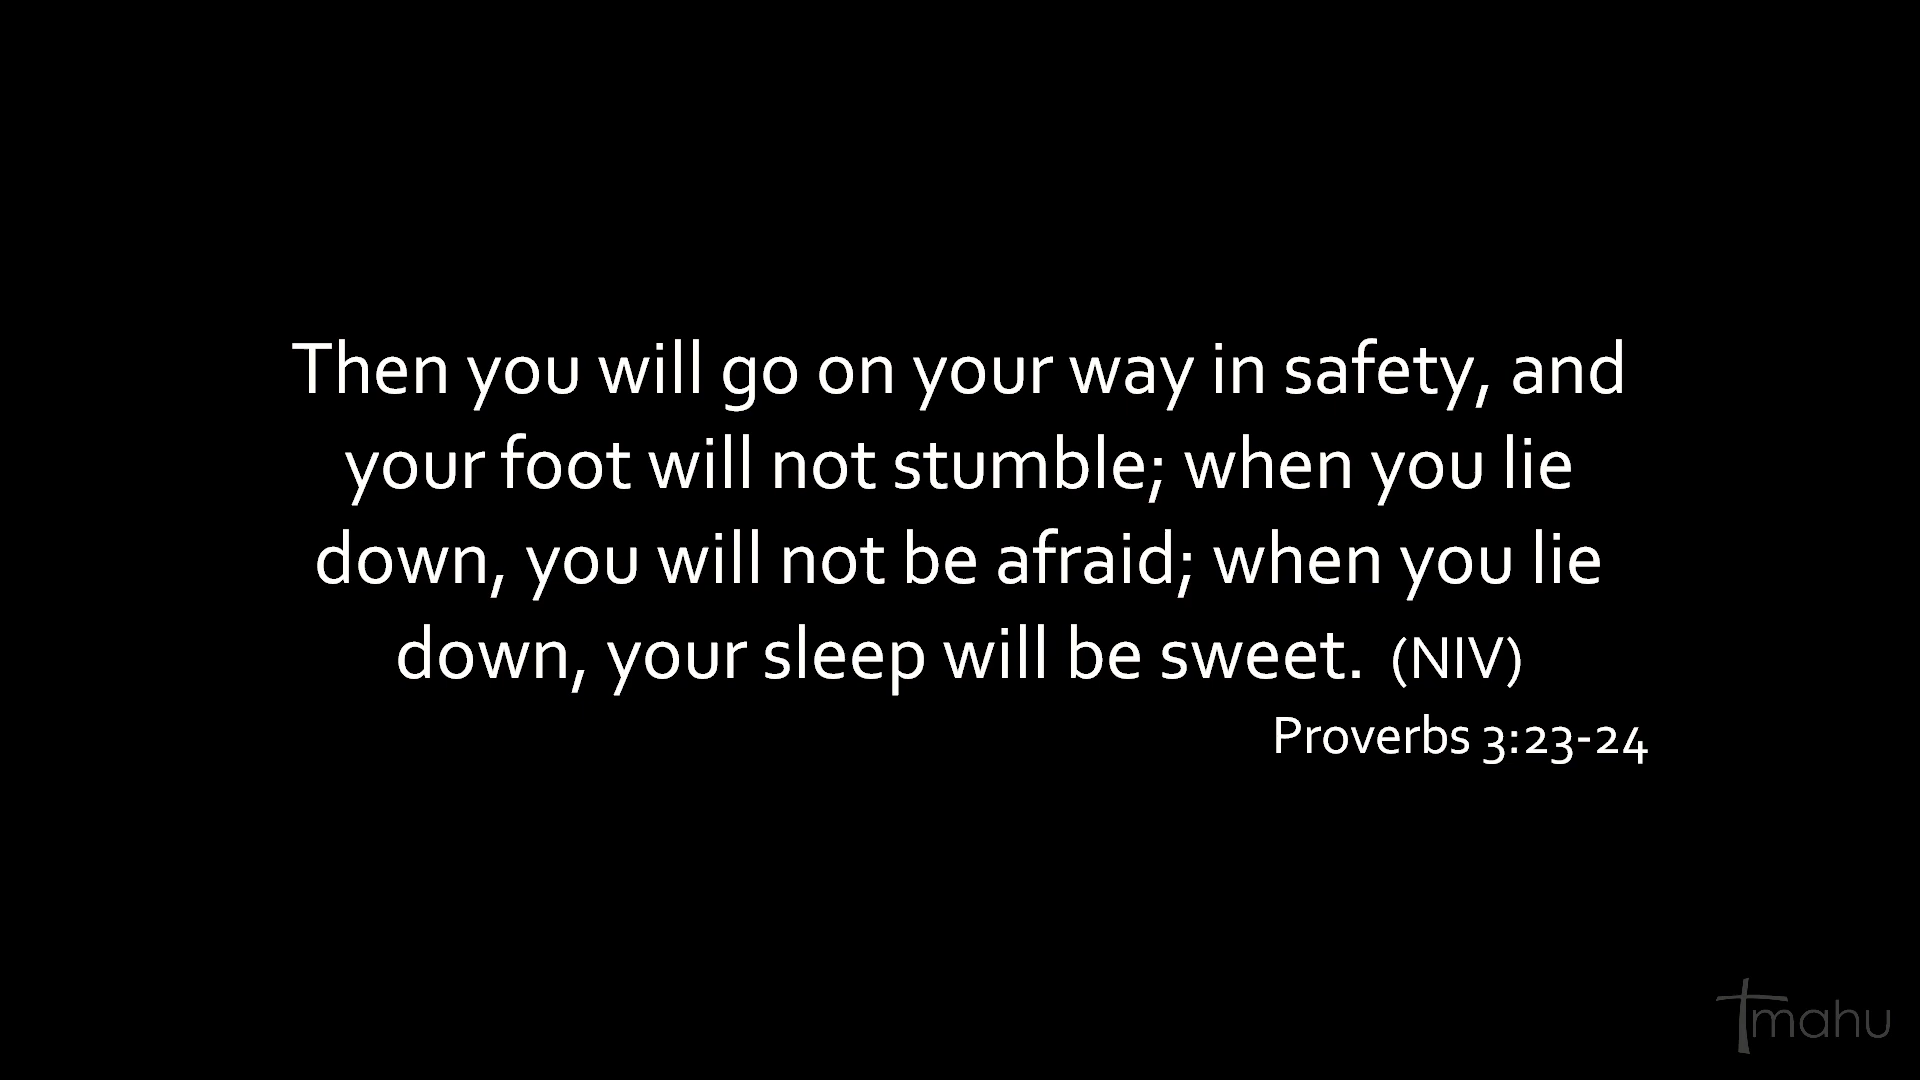 Then you will go on your way in safety, and
your foot will not stumble; when you lie
down, you will not be afraid; when you lie
down, your sleep will be sweet. (NIV)
Proverbs 3:23-24
mahu